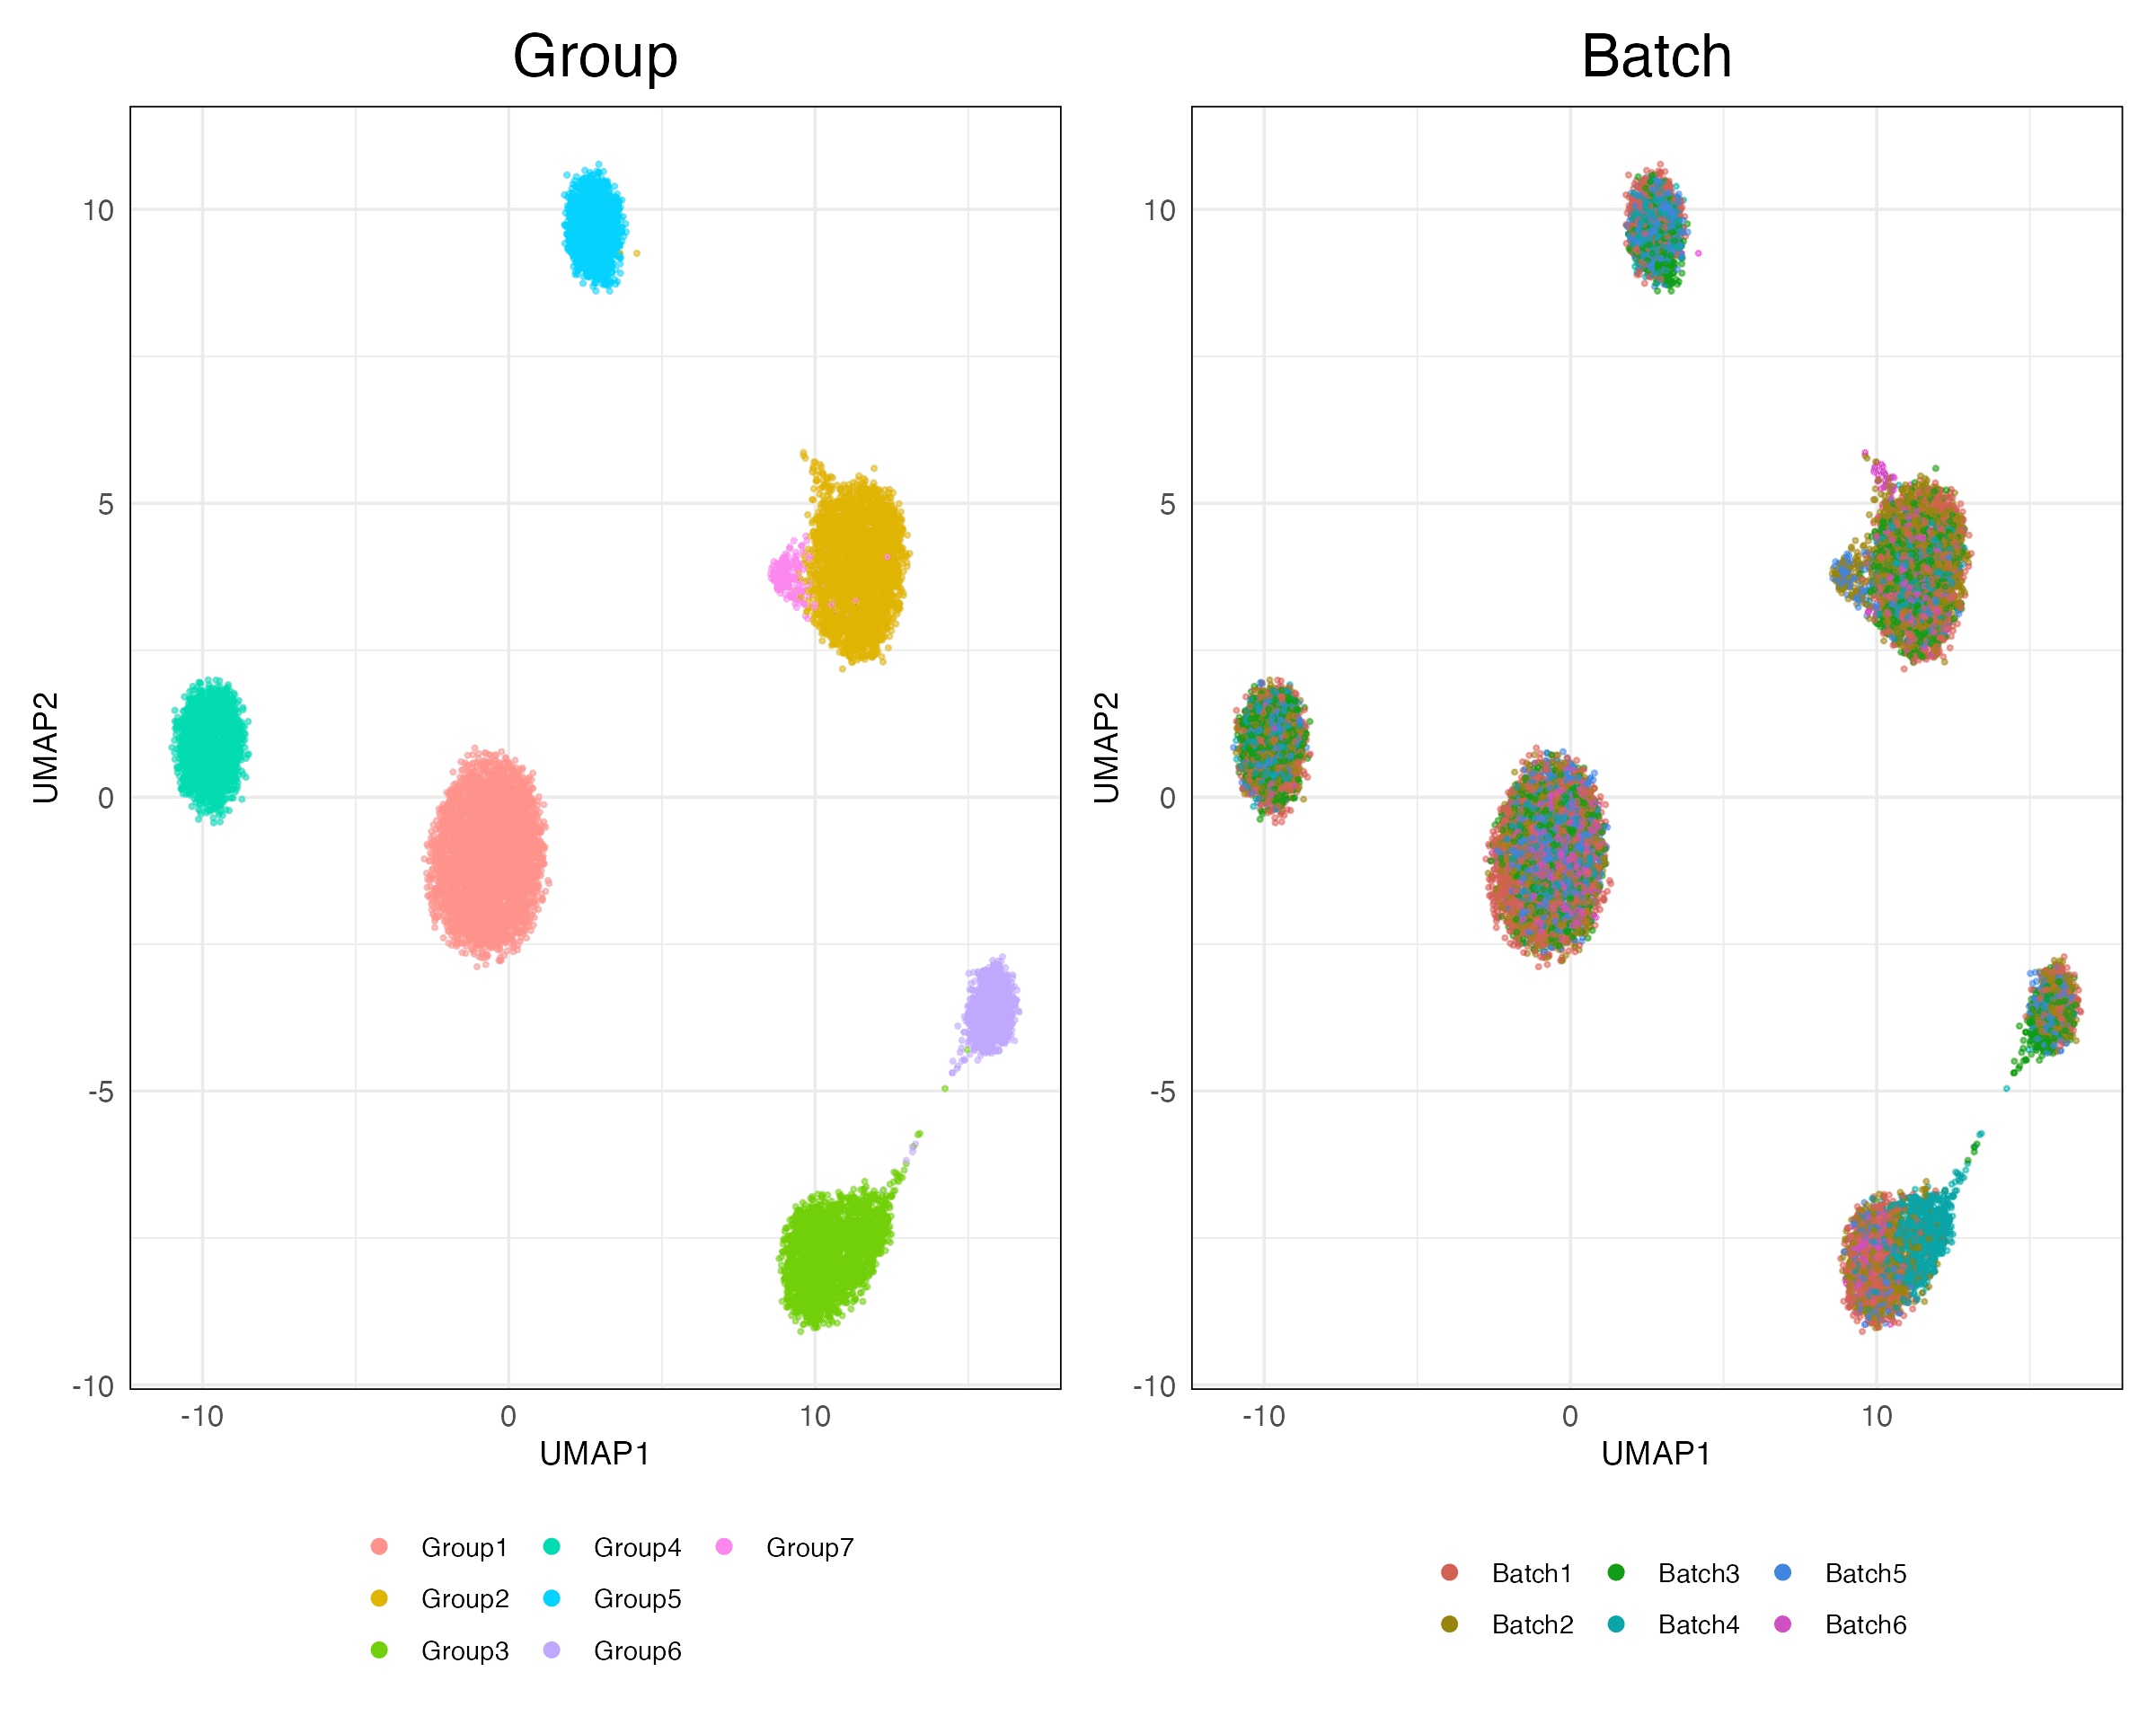 Group
Batch
10
5
0
-5
-10
UMAP2
-10
0
10
UMAP1
10
5
0
-5
-10
UMAP2
-10
0
10
UMAP1
Group1 Group4 Group7
Group2 Group5
Group3 Group6
Batch1 Batch3 Batch5
Batch2 Batch4 Batch6